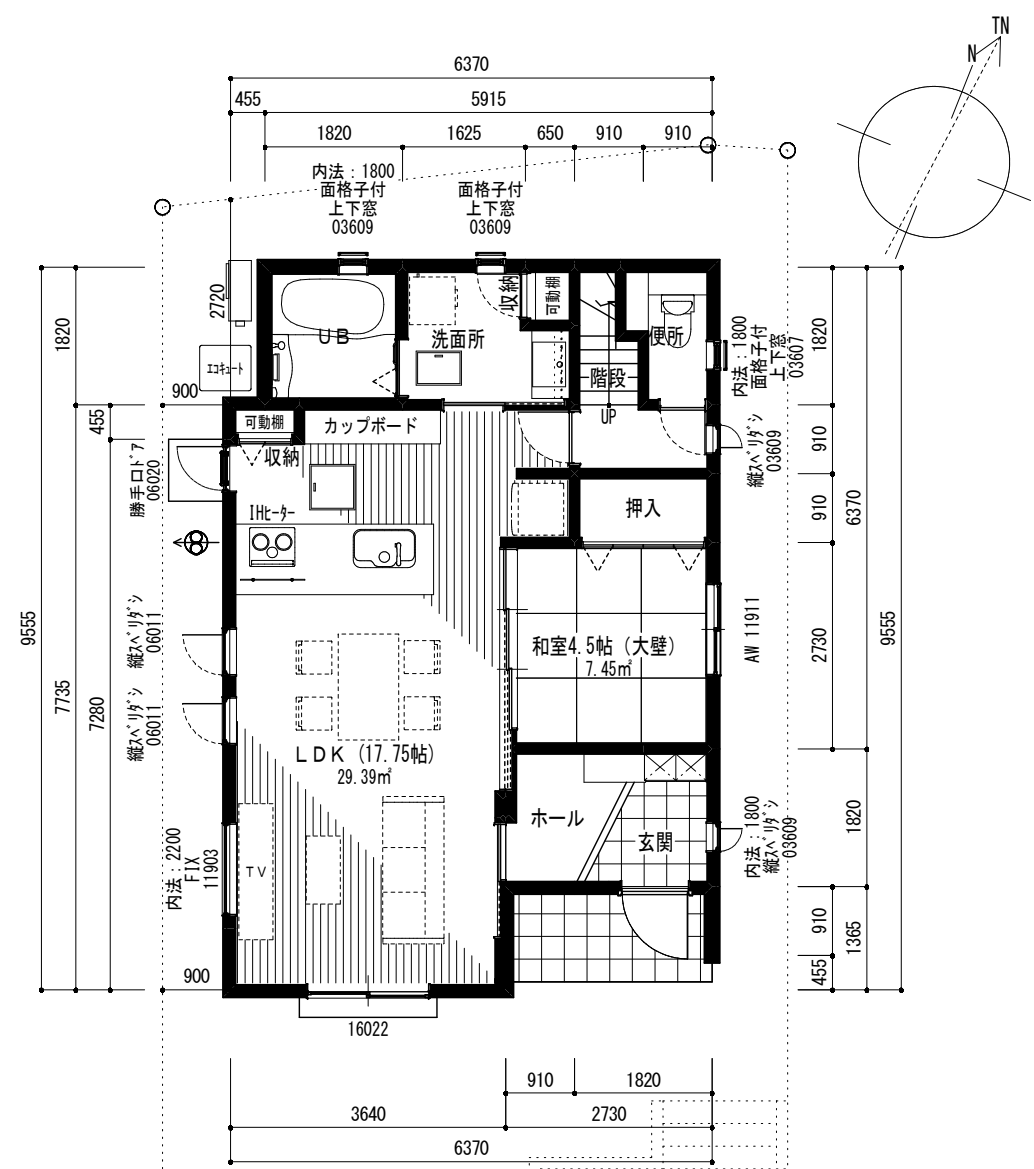 TN
N
6370
455
5915
1820
1625
650
910
910
内法：1800
面格子付
上下窓
03609
面格子付
上下窓
03609
2720
エコキュート
900
UB
洗面所
収納
可動棚
階段
UP
便所
内法：1800
面格子付
上下窓
03607
縦スベリダシ
03609
1820
455
9555
7735
7280
勝手口ドア
06020
可動棚
収納
カップボード
IHヒーター
押入
和室4.5帖（大壁）
7.45㎡
AW 11911
縦スベリダシ
06011
縦スベリダシ
06011
LDK（17.75帖）
29.39㎡
ホール
玄関
内法：1800
縦スベリダシ
03609
内法：2200
FIX
11903
TV
900
16022
1820
910
910
6370
2730
9555
1820
910
1365
455
910
1820
3640
2730
6370